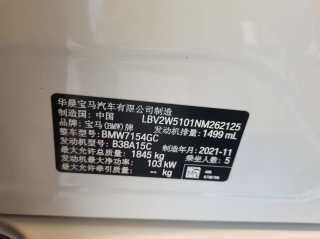 华晨宝马汽车有限公司制造
制造国：中国 LBV2W5101NM262125
品牌：宝马(BMW)牌 发动机排量：1499 mL
整车型号：BMW7154GC
发动机型号：B38A15C 制造年月：2021-11
最大允许总质量：1845 kg 乘坐人数：5
发动机最大净功率：103 kW
最大允许牵引质量：-- kg